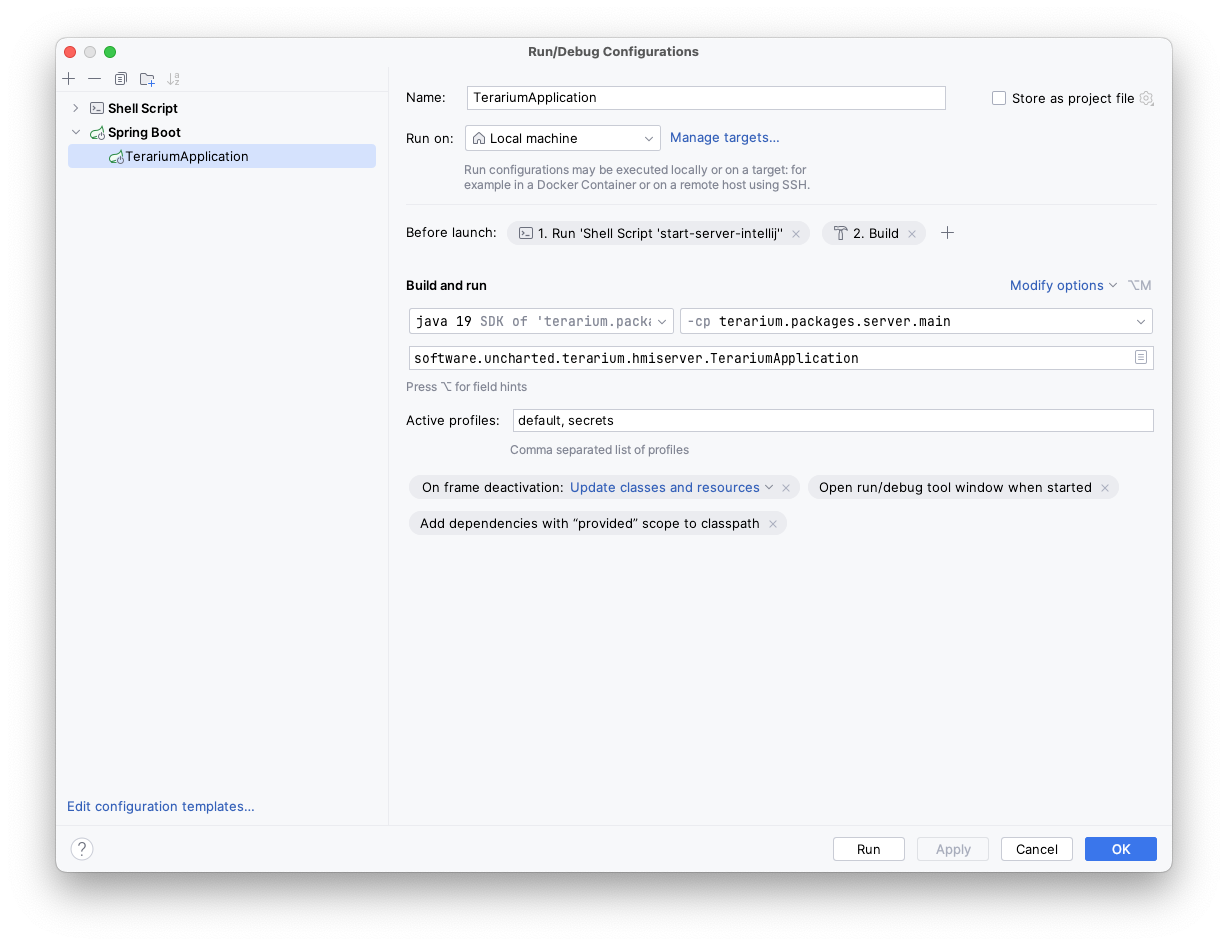 Run/Debug Configurations
Shell Script
Spring Boot
TerariumApplication
Edit configuration templates...
Name: TerariumApplication
Store as project file
Run on: Local machine Manage targets...
Run configurations may be executed locally or on a target: for
example in a Docker Container or on a remote host using SSH.
Before launch: 1. Run 'Shell Script 'start-server-intellij'' 2. Build
Build and run
Modify options ⌥M
java 19 SDK of 'terarium.packa -cp terarium.packages.server.main
software.uncharted.terarium.hmiserver.TerariumApplication
Press ⌥ for field hints
Active profiles: default, secrets
Comma separated list of profiles
On frame deactivation: Update classes and resources Open run/debug tool window when started
Add dependencies with “provided” scope to classpath
? Run Apply Cancel OK